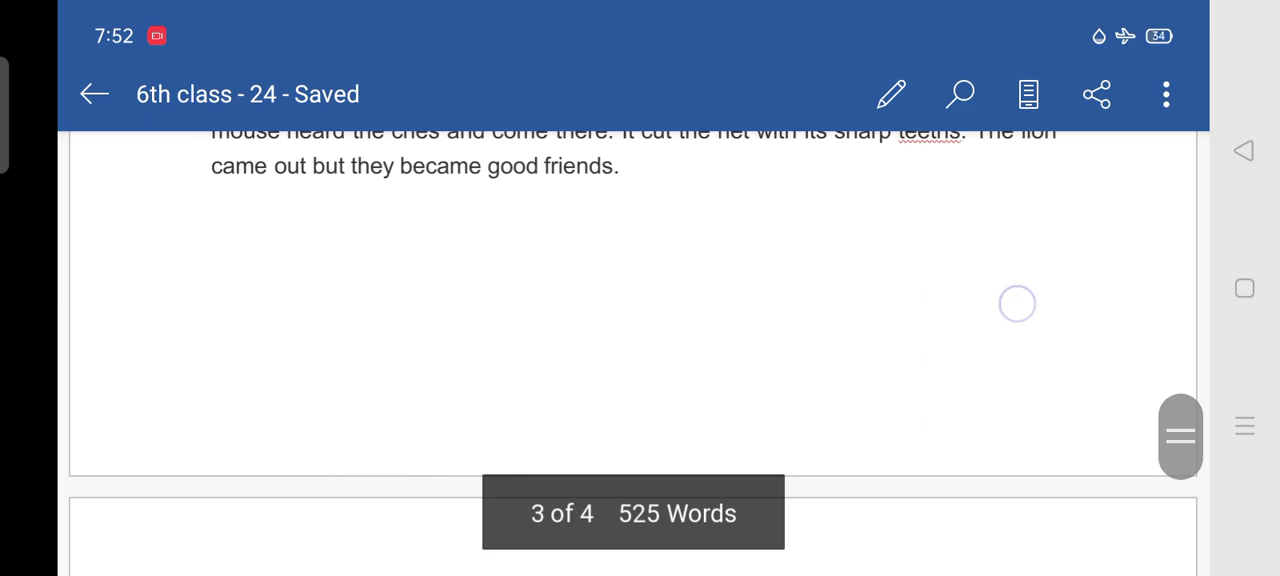 7:52
34
6th class - 24 - Saved
mouse heard the cries and come there. It cut the net with its sharp teeths. The lion
came out but they became good friends.
3 of 4 525 Words